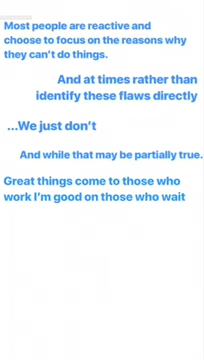 Most people are reactive and
choose to focus on the reasons why
they can't do things.
And at times rather than
identify these flaws directly
...We just don't
And while that may be partially true.
Great things come to those who
work I'm good on those who wait